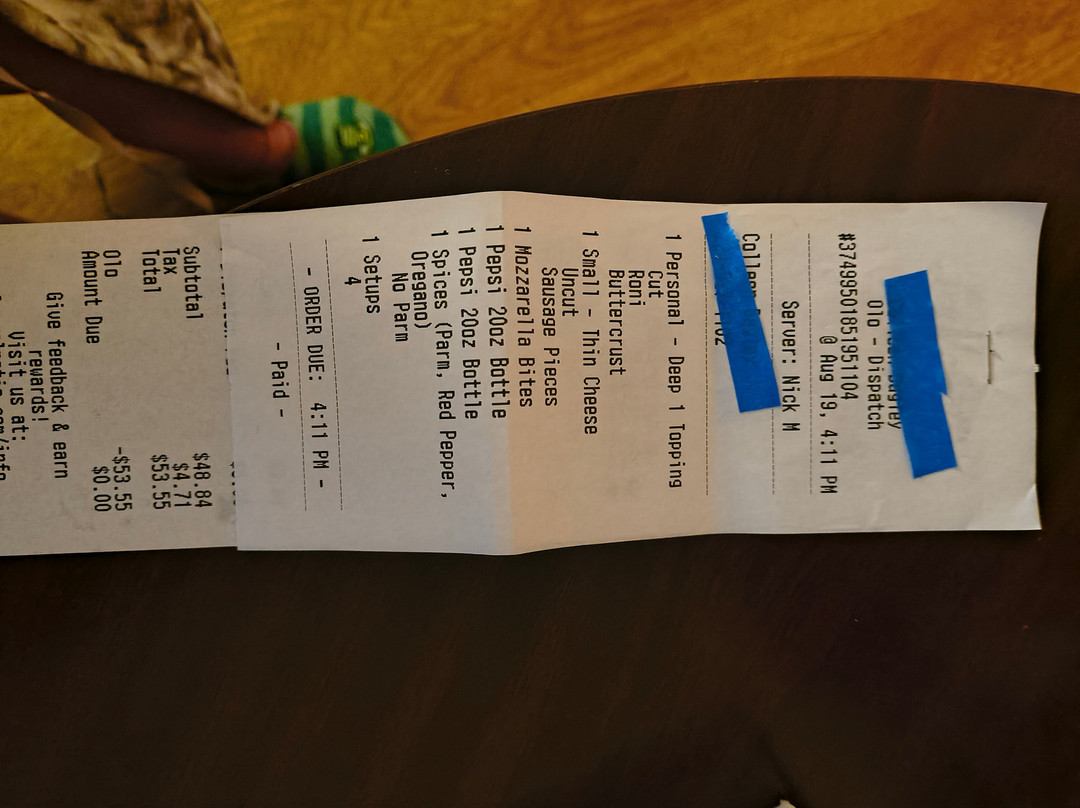 Olo - Dispatch
#37499501851951104
@ Aug 19, 4:11 PM
Server: Nick M
1 Personal - Deep 1 Topping
Cut
Roni
Buttercrust
1 Small - Thin Cheese
Uncut
Sausage Pieces
1 Mozzarella Bites
1 Pepsi 20oz Bottle
1 Pepsi 20oz Bottle
1 Spices (Parm, Red Pepper,
Oregano)
No Parm
1 Setups
4
- ORDER DUE: 4:11 PM -
- Paid -
Subtotal $48.84
Tax $4.71
Total $53.55
Olo -$53.55
Amount Due $0.00
Give feedback & earn
rewards!
Visit us at: